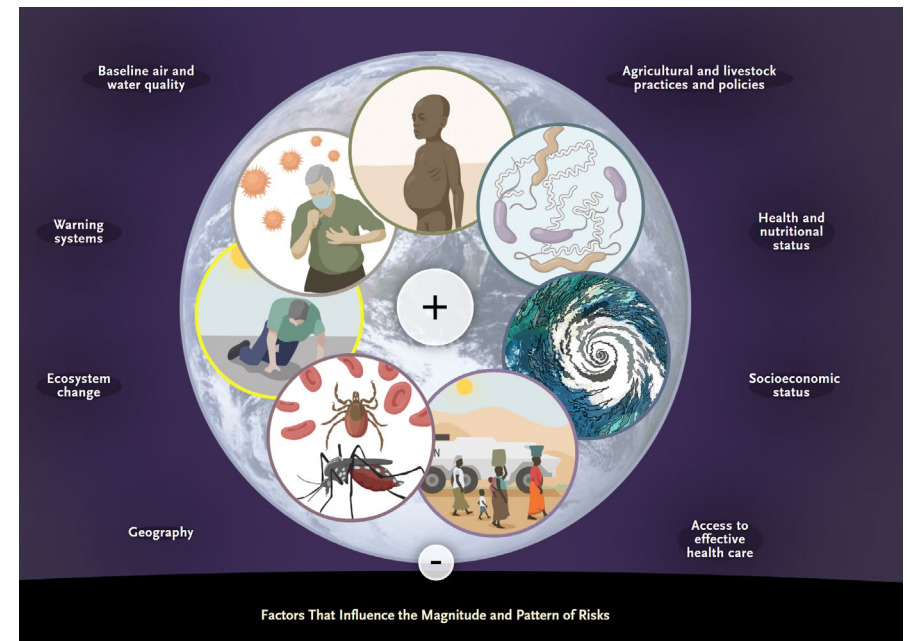 Baseline air and
water quality
Agricultural and livestock
practices and policies
Warning
systems
Health and
nutritional
status
+
Ecosystem
change
Socioeconomic
status
N
Geography
Access to
effective
health care
-
Factors That Influence the Magnitude and Pattern of Risks